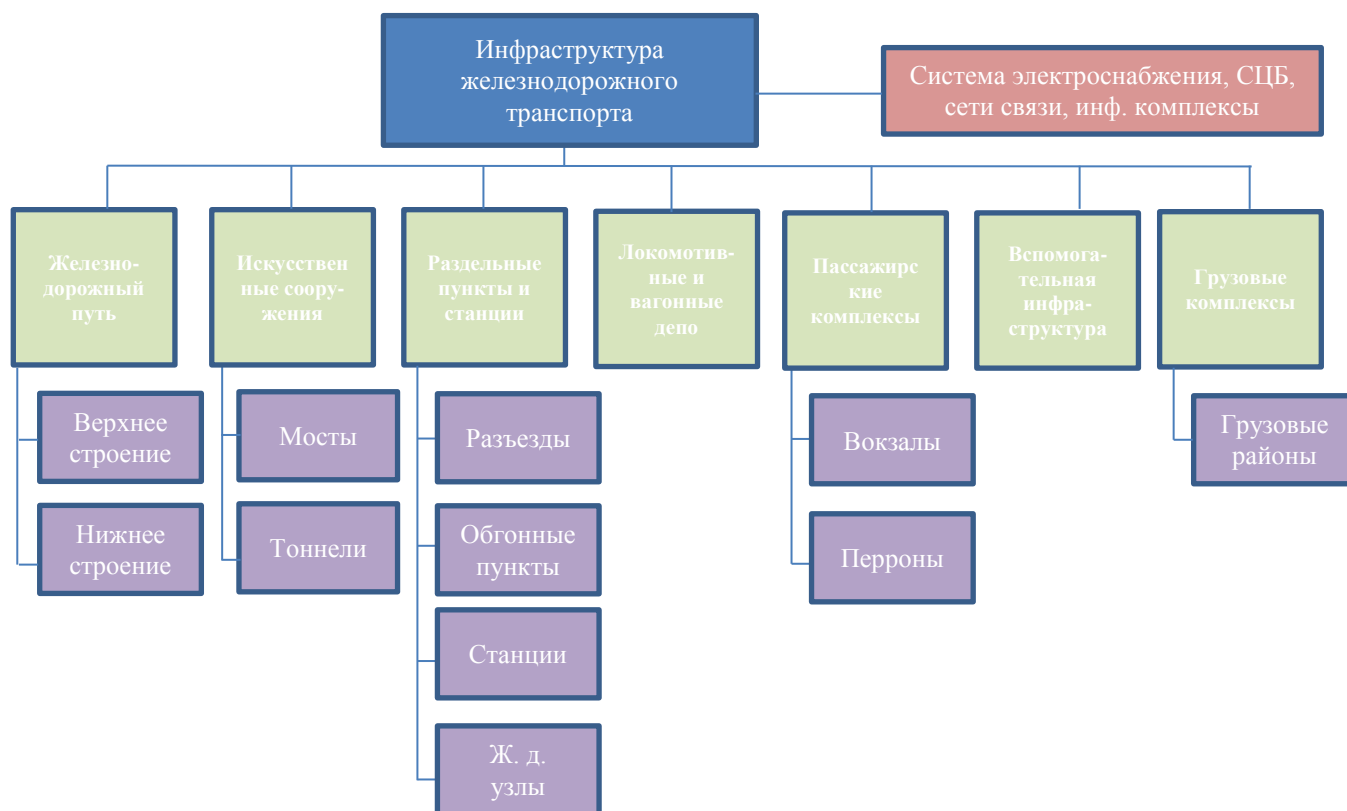 Инфраструктура
железнодорожного
транспорта
Система электроснабжения, СЦБ,
сети связи, инф. комплексы
Железно-
дорожный
путь
Искусствен
ные соору-
жения
Раздельные
пункты и
станции
Локомотив-
ные и
вагонные
депо
Пассажирс
кие
комплексы
Вспомога-
тельная
инфра-
структура
Грузовые
комплексы
Верхнее
строение
Нижнее
строение
Мосты
Тоннели
Разъезды
Обгонные
пункты
Станции
Ж. д.
узлы
Вокзалы
Перроны
Грузовые
районы